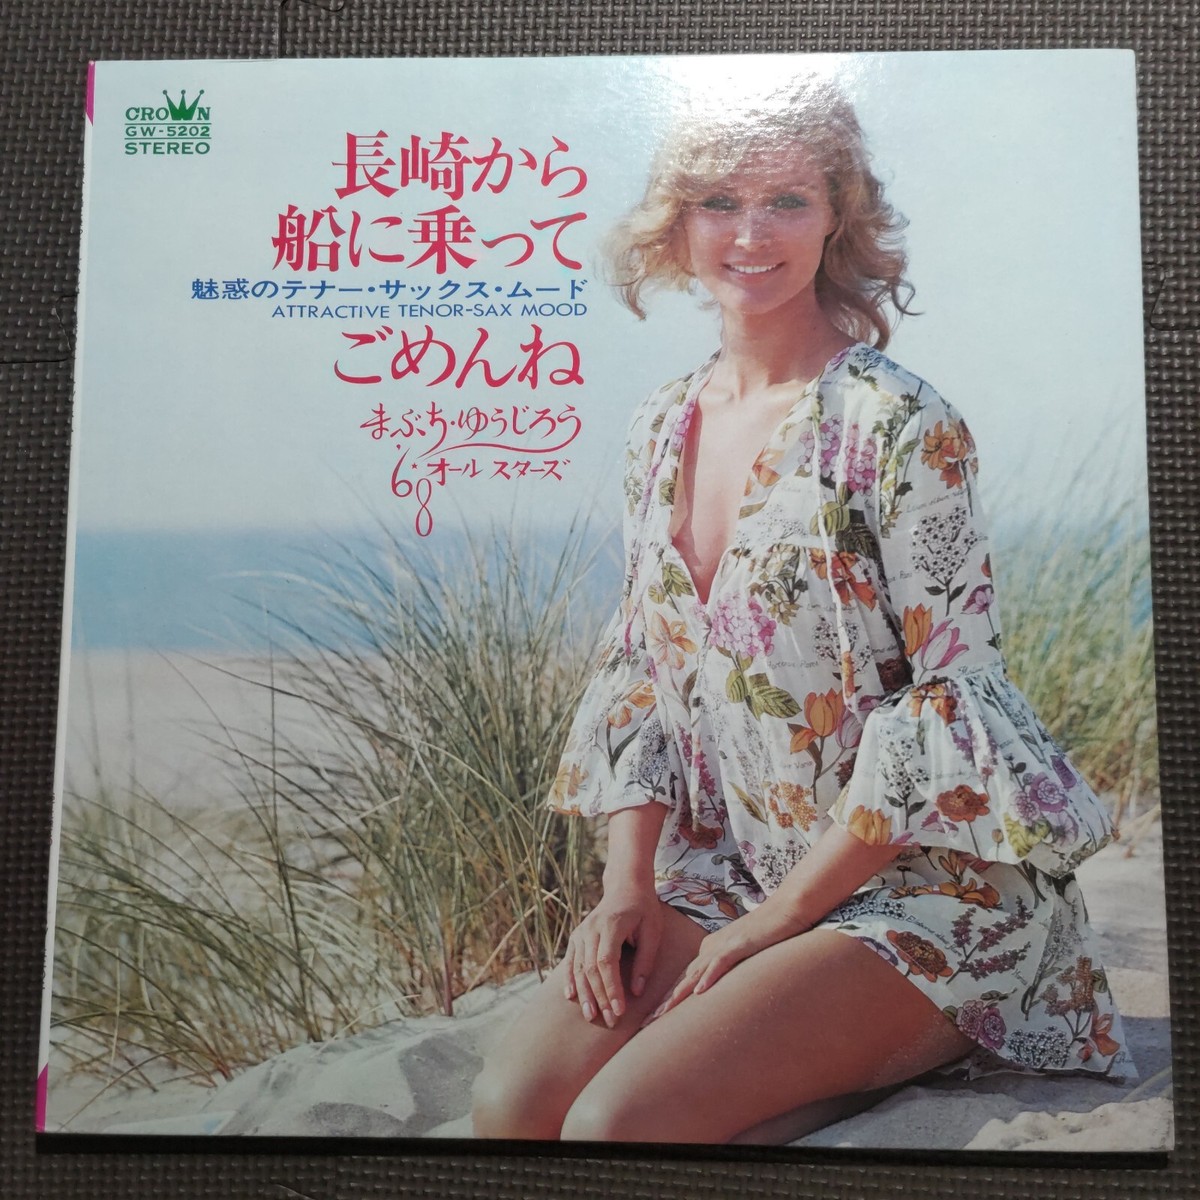 CROWN
GW-5202
STEREO
長崎から
船に乗って
魅惑のテナー・サックス・ムード
ATTRACTIVE TENOR-SAX MOOD
ごめんね
まぶち・ゆうじろう
'68オールスターズ